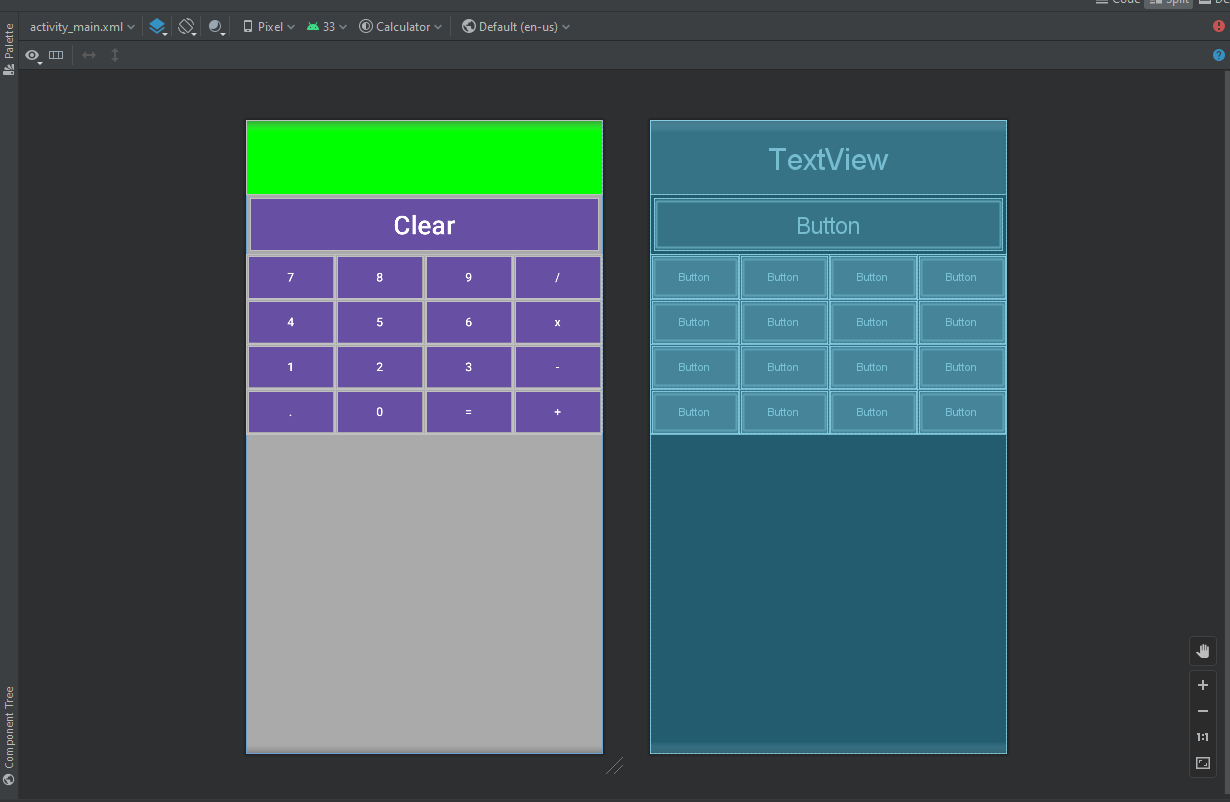 Code Split De
activity_main.xml Pixel 33 Calculator Default (en-us)
Palette
TextView
Clear
Button
7 8 9 /
Button Button Button Button
4 5 6 x
Button Button Button Button
1 2 3 -
Button Button Button Button
. 0 = +
Button Button Button Button
Component Tree
1:1